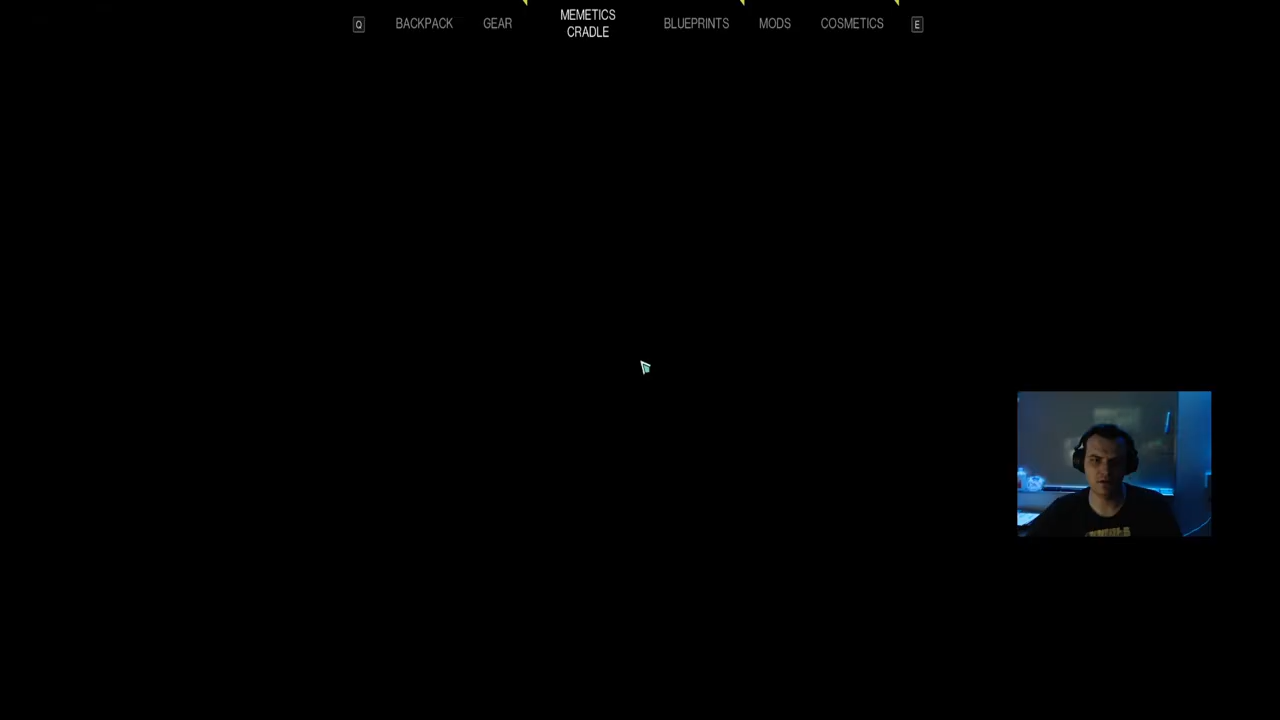 Q
BACKPACK
GEAR
MEMETICS
CRADLE
BLUEPRINTS
MODS
COSMETICS
E